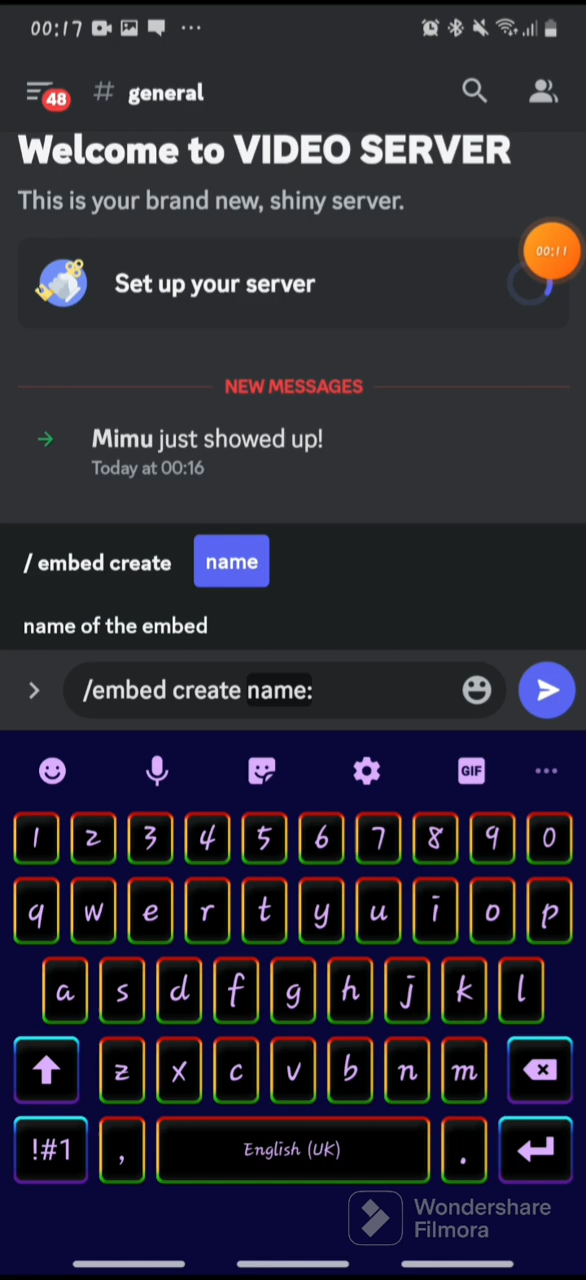 00:17
48
# general
Welcome to VIDEO SERVER
This is your brand new, shiny server.
00:11
Set up your server
NEW MESSAGES
Mimu just showed up!
Today at 00:16
/ embed create name
name of the embed
/embed create name:
GIF
1 2 3 4 5 6 7 8 9 0
q w e r t y u i o p
a s d f g h j k l
z x c v b n m
!#1 , English (UK) .
Wondershare
Filmora